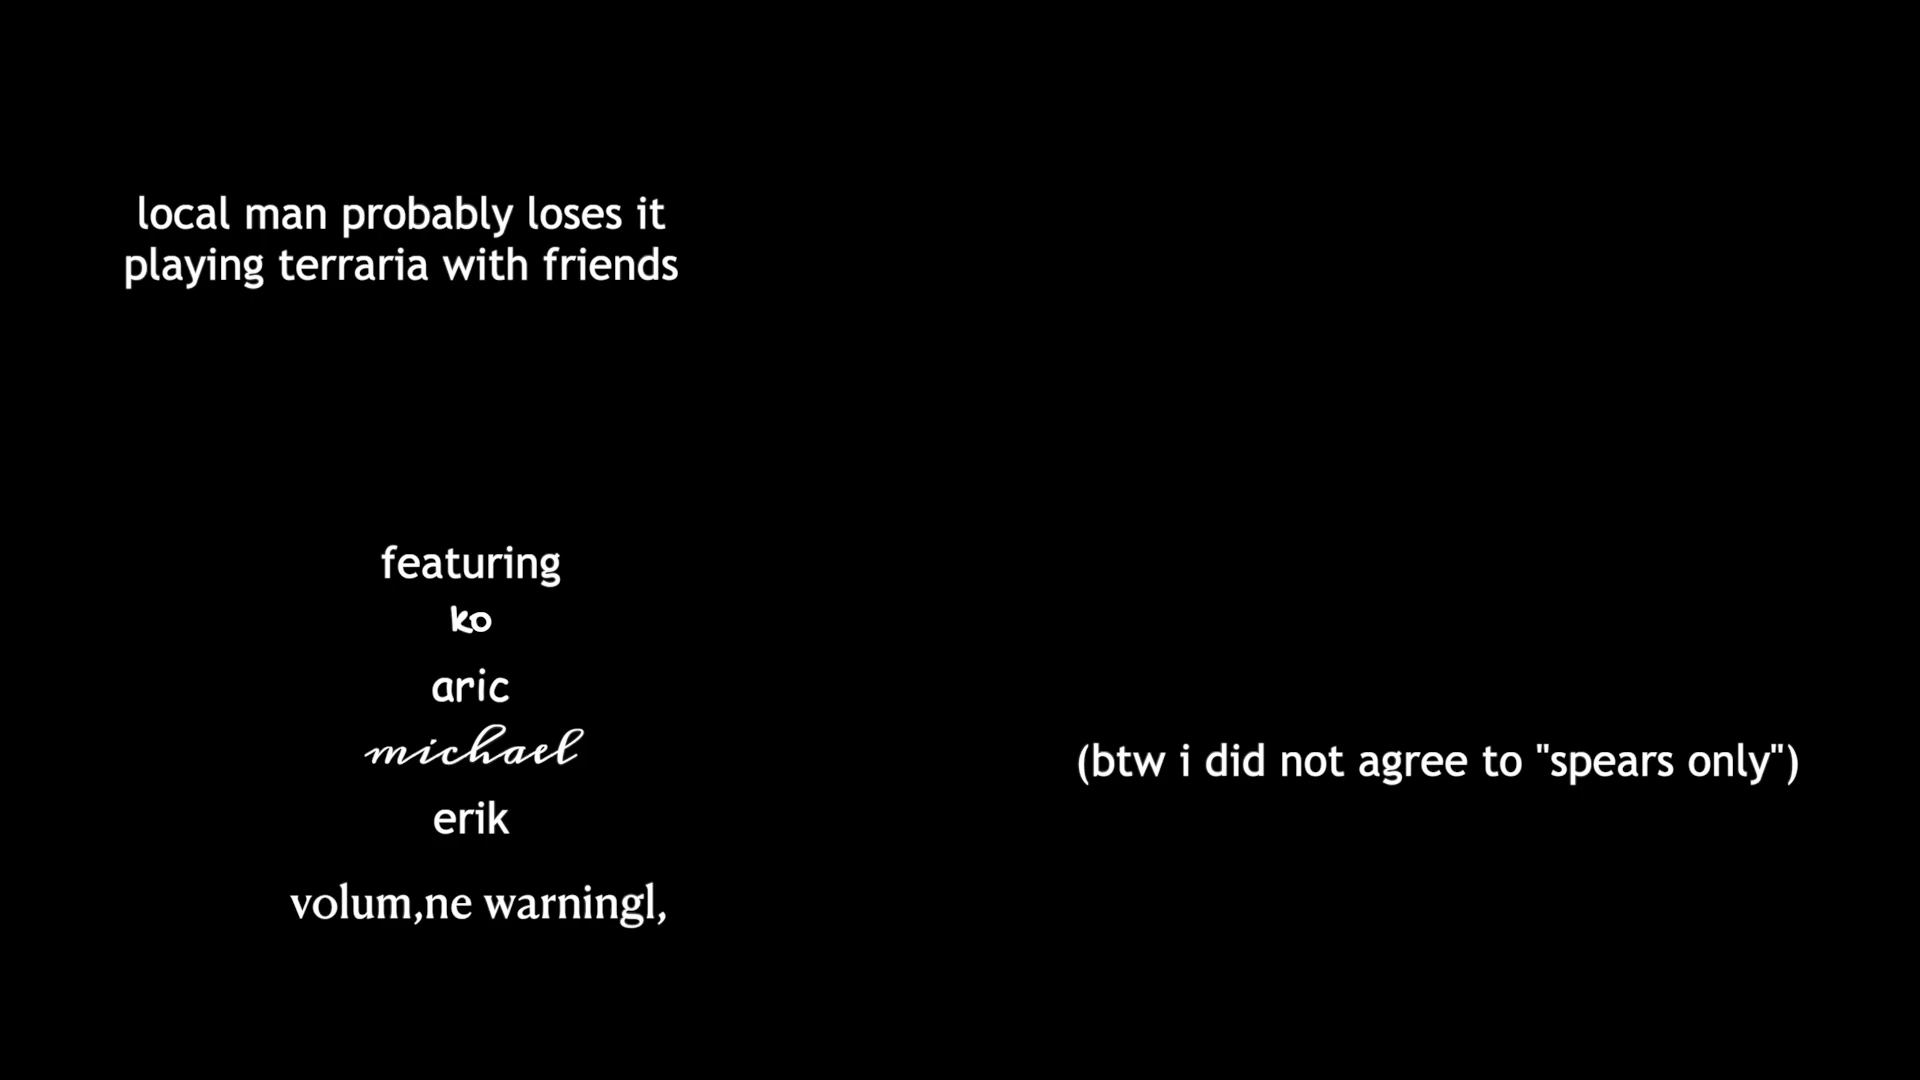 local man probably loses it
playing terraria with friends
featuring
ko
aric
michael
erik
volum,ne warningl,
(btw i did not agree to "spears only")